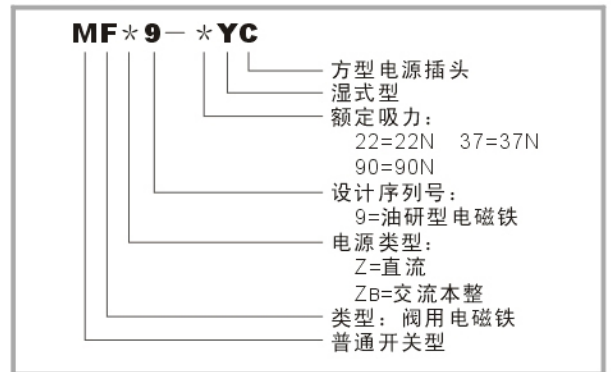 MF*9-*YC
方型电源插头
湿式型
额定吸力:
22=22N 37=37N
90=90N
设计序列号:
9=油研型电磁铁
电源类型:
Z=直流
ZB=交流本整
类型: 阀用电磁铁
普通开关型